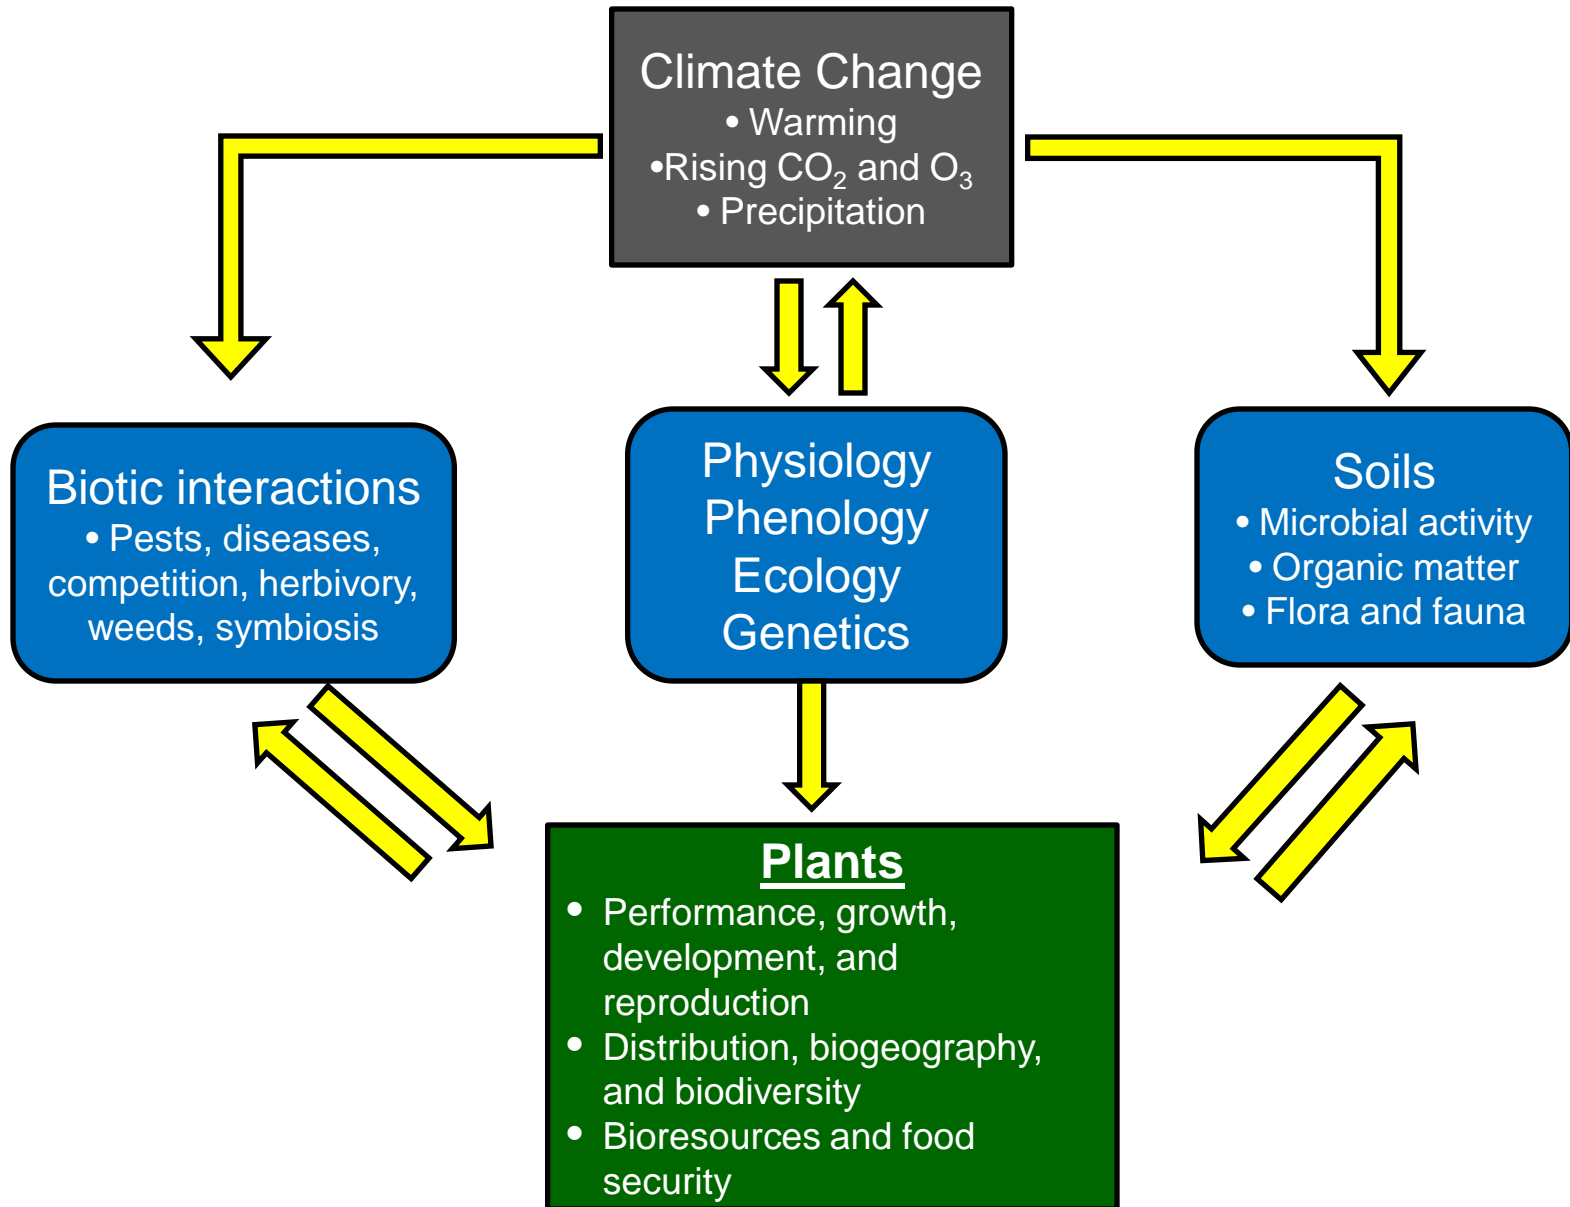 Climate Change
• Warming
•Rising CO₂ and O₃
• Precipitation
Biotic interactions
• Pests, diseases,
competition, herbivory,
weeds, symbiosis
Physiology
Phenology
Ecology
Genetics
Soils
• Microbial activity
• Organic matter
• Flora and fauna
Plants
• Performance, growth,
development, and
reproduction
• Distribution, biogeography,
and biodiversity
• Bioresources and food
security